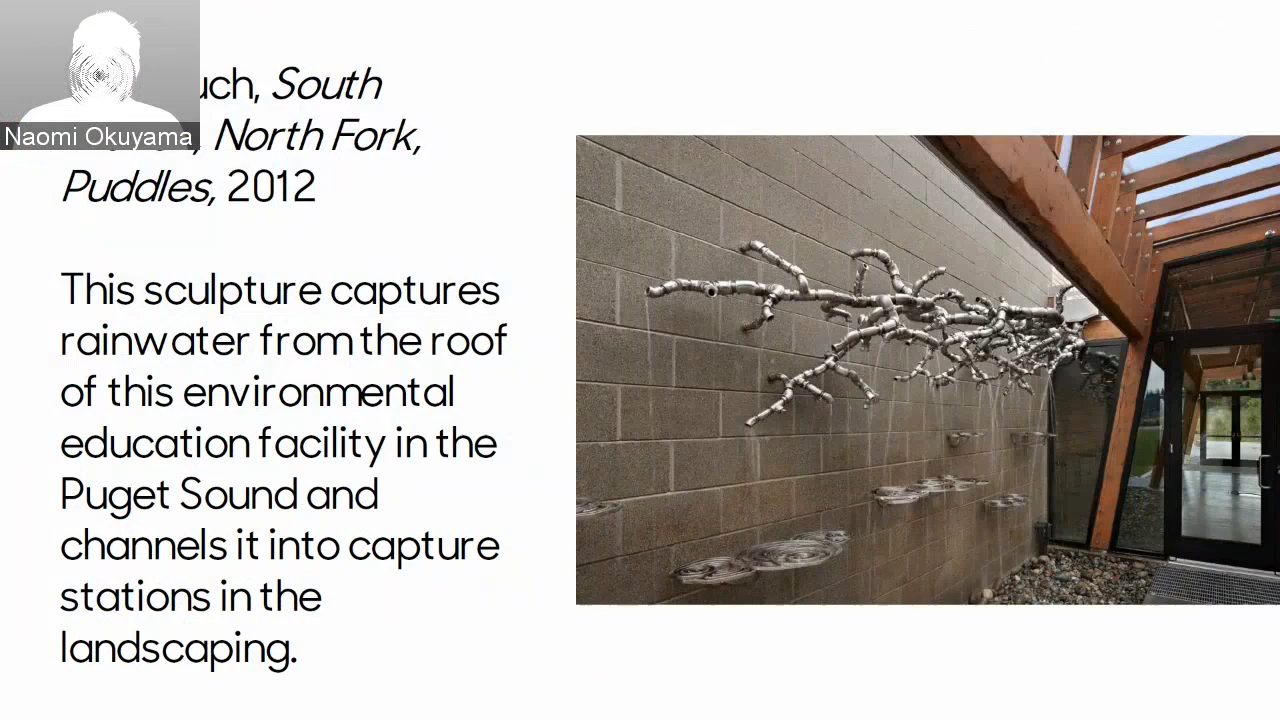 Naomi Okuyama
South
North Fork,
Puddles, 2012
This sculpture captures
rainwater from the roof
of this environmental
education facility in the
Puget Sound and
channels it into capture
stations in the
landscaping.